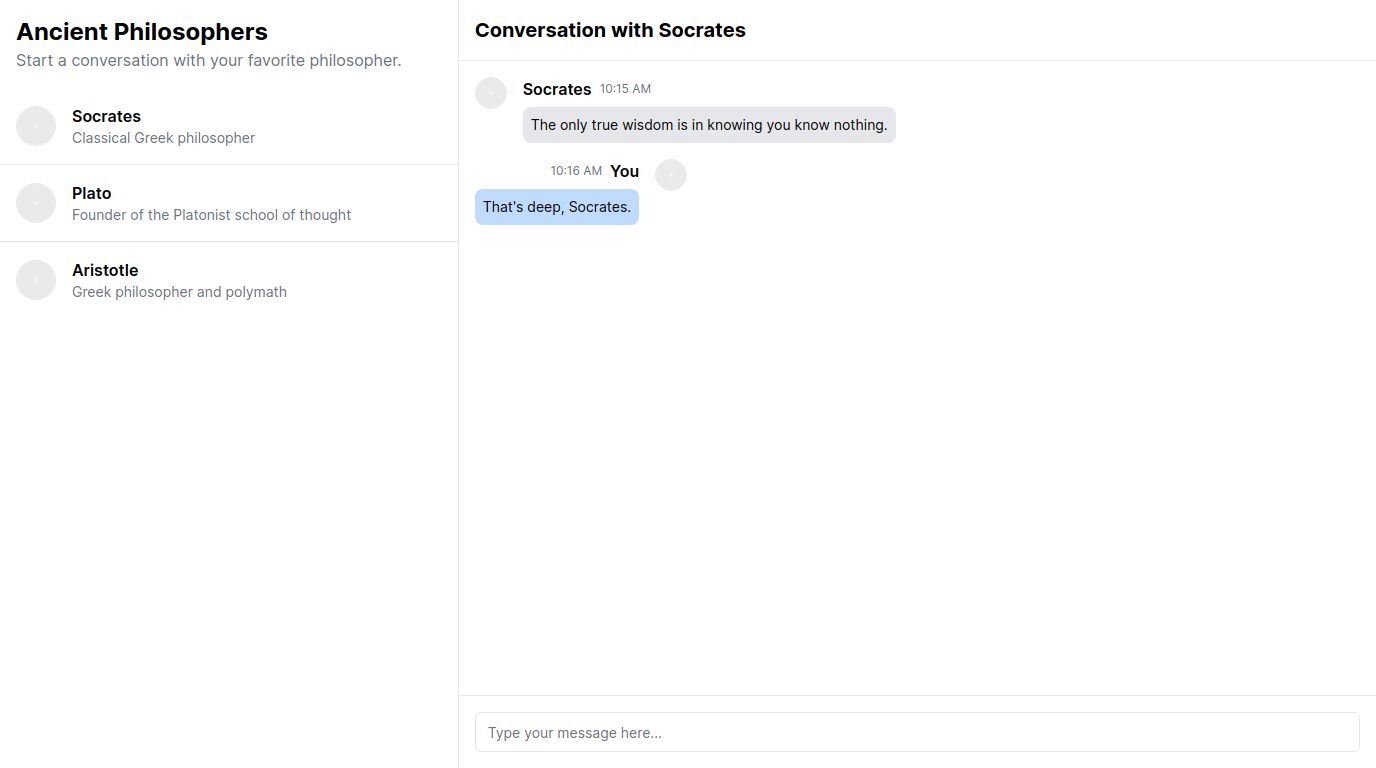 Ancient Philosophers
Start a conversation with your favorite philosopher.
Socrates
Classical Greek philosopher
Plato
Founder of the Platonist school of thought
Aristotle
Greek philosopher and polymath
Conversation with Socrates
Socrates 10:15 AM
The only true wisdom is in knowing you know nothing.
10:16 AM You
That's deep, Socrates.
Type your message here...